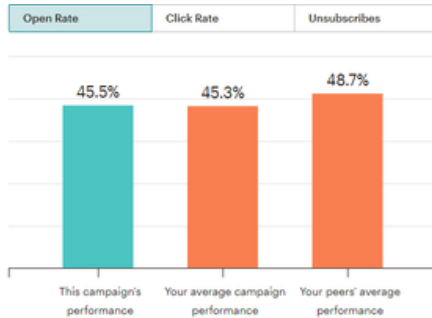 Open Rate
Click Rate
Unsubscribes
45.5%
45.3%
48.7%
This campaign's
performance
Your average campaign
performance
Your peers' average
performance